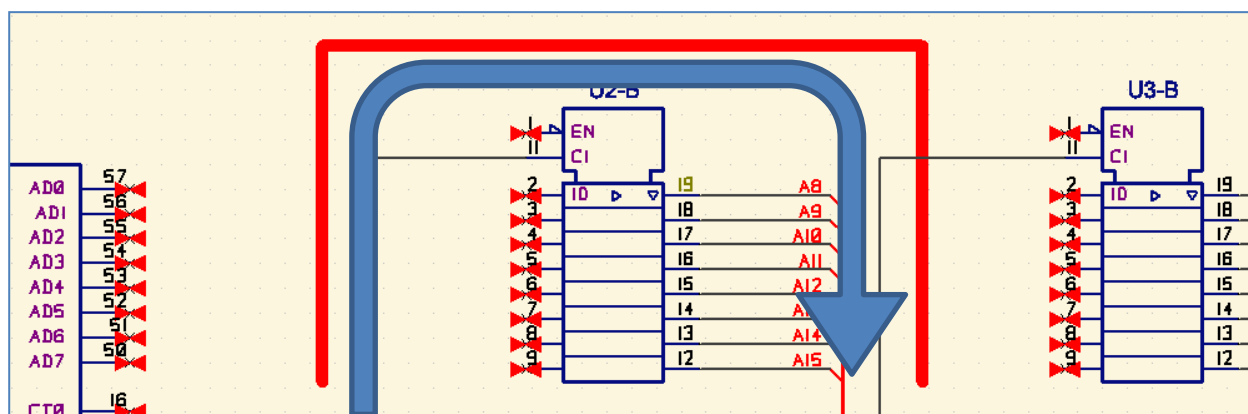 U2-B U3-B
1 EN 1 EN
11 C1 11 C1
57 AD0 2 1D 19 A8 2 1D 19
56 AD1 3 18 A9 3 18
55 AD2 4 17 A10 4 17
54 AD3 5 16 A11 5 16
53 AD4 6 15 A12 6 15
52 AD5 7 14 7 14
51 AD6 8 13 A14 8 13
50 AD7 9 12 A15 9 12
16